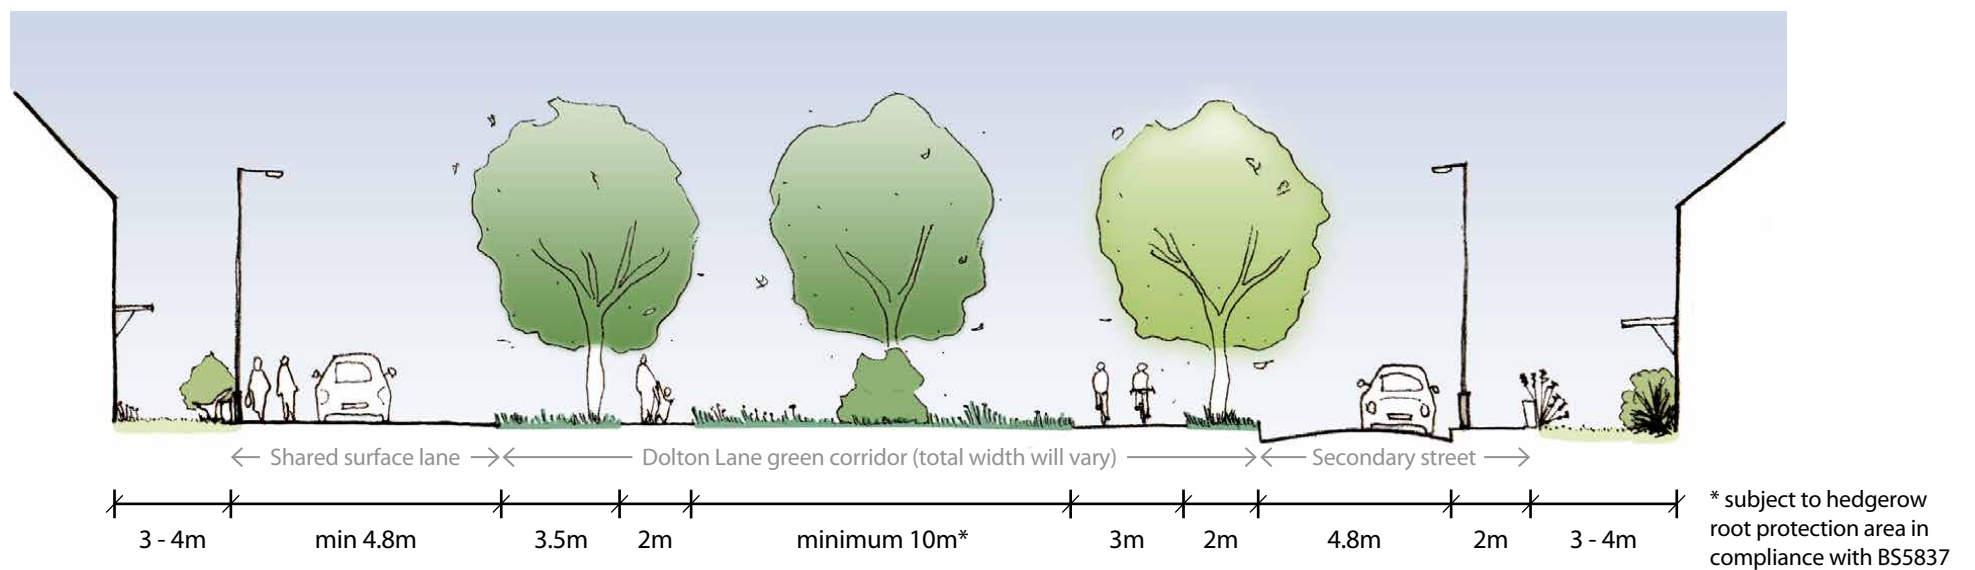 Shared surface lane
Dolton Lane green corridor (total width will vary)
Secondary street
3 - 4m
min 4.8m
3.5m
2m
minimum 10m*
3m
2m
4.8m
2m
3 - 4m
* subject to hedgerow
root protection area in
compliance with BS5837